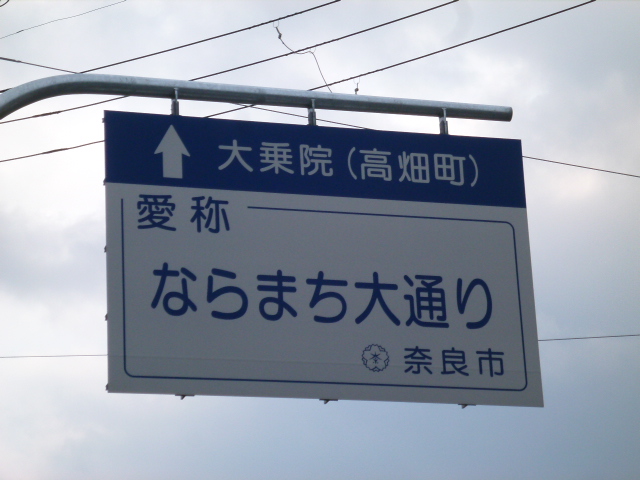 大乗院(高畑町)
愛称
ならまち大通り
奈良市